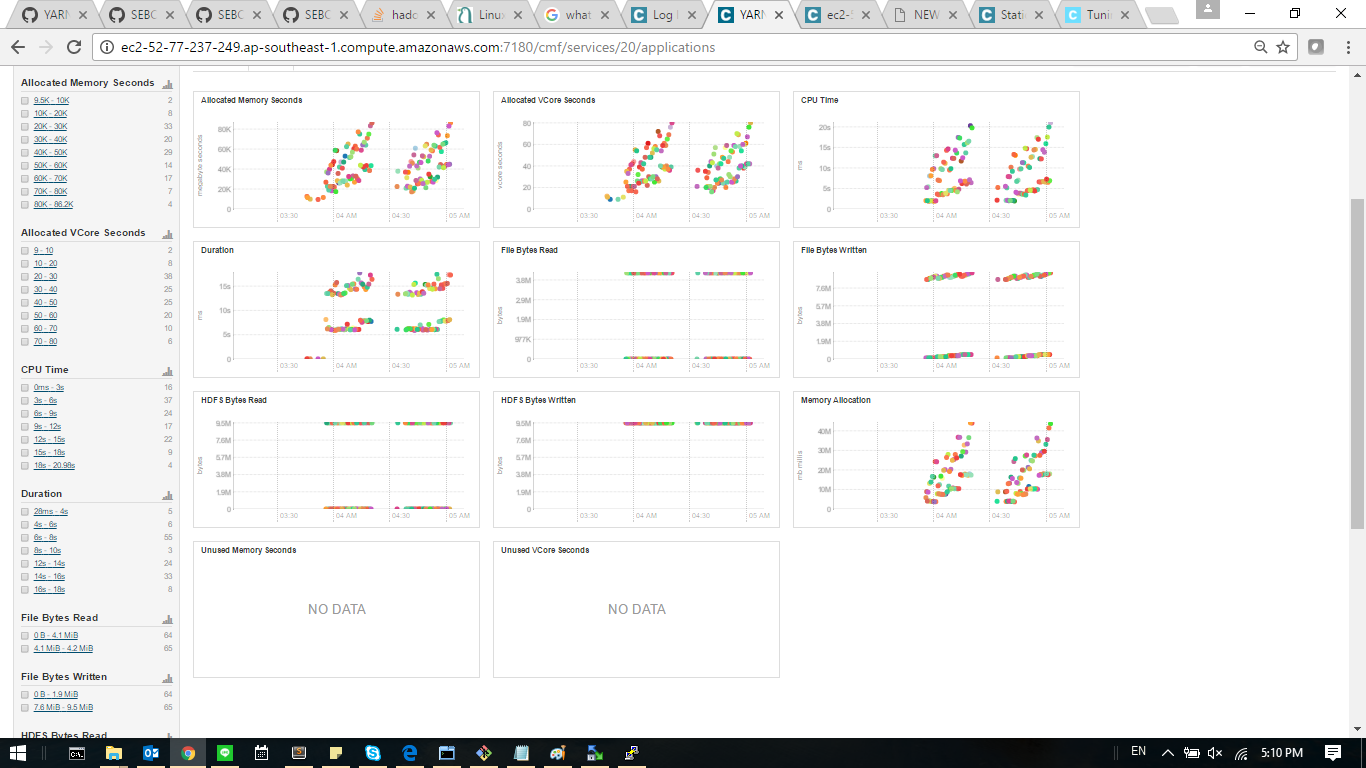 YARN
SEBC
SEBC
SEBC
hado
Linux
what
Log
YARN
ec2-5
NEW
Stati
Tunin
ec2-52-77-237-249.ap-southeast-1.compute.amazonaws.com:7180/cmf/services/20/applications
Allocated Memory Seconds
9.5K - 10K 2
10K - 20K 8
20K - 30K 33
30K - 40K 20
40K - 50K 29
50K - 60K 14
60K - 70K 17
70K - 80K 7
80K - 86.2K 4
Allocated VCore Seconds
9 - 10 2
10 - 20 8
20 - 30 38
30 - 40 25
40 - 50 25
50 - 60 20
60 - 70 10
70 - 80 6
CPU Time
0ms - 3s 16
3s - 6s 37
6s - 9s 24
9s - 12s 17
12s - 15s 22
15s - 18s 9
18s - 20.98s 4
Duration
28ms - 4s 5
4s - 6s 6
6s - 8s 55
8s - 10s 3
12s - 14s 24
14s - 16s 33
16s - 18s 8
File Bytes Read
0 B - 4.1 MiB 64
4.1 MiB - 4.2 MiB 65
File Bytes Written
0 B - 1.9 MiB 64
7.6 MiB - 9.5 MiB 65
HDFS Bytes Read
Allocated Memory Seconds
megabyte seconds
80K
60K
40K
20K
0
03:30 04 AM 04:30 05 AM
Allocated VCore Seconds
vcore seconds
80
60
40
20
0
03:30 04 AM 04:30 05 AM
CPU Time
ms
20s
15s
10s
5s
0
03:30 04 AM 04:30 05 AM
Duration
ms
15s
10s
5s
0
03:30 04 AM 04:30 05 AM
File Bytes Read
bytes
3.8M
2.9M
1.9M
977K
0
03:30 04 AM 04:30 05 AM
File Bytes Written
bytes
7.6M
5.7M
3.8M
1.9M
0
03:30 04 AM 04:30 05 AM
HDFS Bytes Read
bytes
9.5M
7.6M
5.7M
3.8M
1.9M
0
03:30 04 AM 04:30 05 AM
HDFS Bytes Written
bytes
9.5M
7.6M
5.7M
3.8M
1.9M
0
03:30 04 AM 04:30 05 AM
Memory Allocation
mb millis
40M
30M
20M
10M
0
03:30 04 AM 04:30 05 AM
Unused Memory Seconds
NO DATA
Unused VCore Seconds
NO DATA
EN
5:10 PM